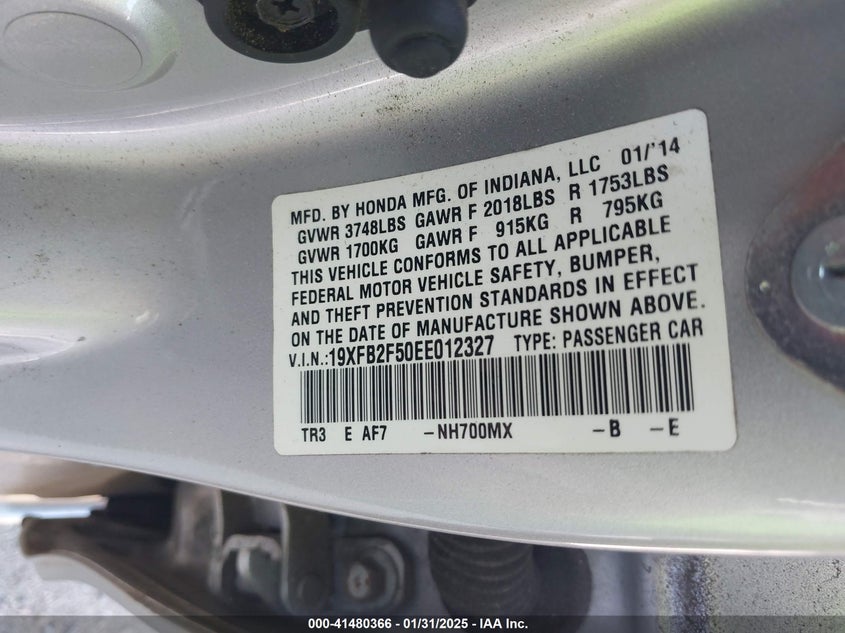 MFD. BY HONDA MFG. OF INDIANA, LLC 01/'14
GVWR 3748LBS GAWR F 2018LBS R 1753LBS
GVWR 1700KG GAWR F 915KG R 795KG
THIS VEHICLE CONFORMS TO ALL APPLICABLE
FEDERAL MOTOR VEHICLE SAFETY, BUMPER,
AND THEFT PREVENTION STANDARDS IN EFFECT
ON THE DATE OF MANUFACTURE SHOWN ABOVE.
V.I.N.:19XFB2F50EE012327 TYPE: PASSENGER CAR
TR3 E AF7 -NH700MX -B -E
000-41480366 - 01/31/2025 - IAA Inc.